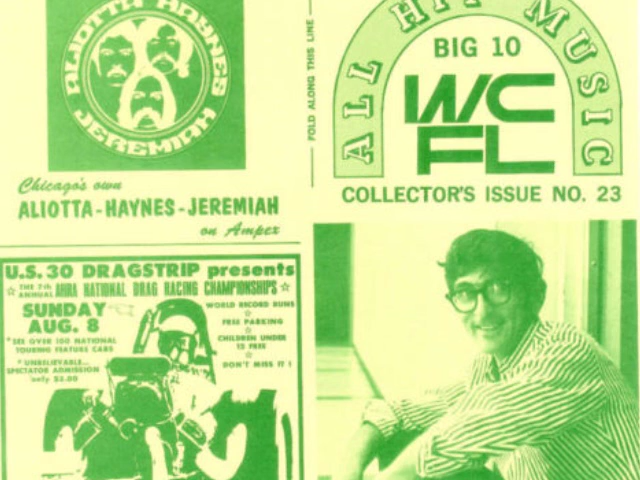 ALIOTTA HAYNES
JEREMIAH
Chicago's own
ALIOTTA-HAYNES-JEREMIAH
on Ampex
FOLD ALONG THIS LINE
ALL HIT MUSIC
BIG 10
WC
FL
COLLECTOR'S ISSUE NO. 23
U.S. 30 DRAGSTRIP presents
☆ THE 7th ANNUAL AHRA NATIONAL DRAG RACING CHAMPIONSHIPS ☆
SUNDAY
AUG. 8
*SEE OVER 100 NATIONAL
TOURING FEATURE CARS
*UNBELIEVABLE...
SPECTATOR ADMISSION
only $3.00
WORLD RECORD RUNS
☆
FREE PARKING
☆
CHILDREN UNDER
12 FREE
☆
DON'T MISS IT !